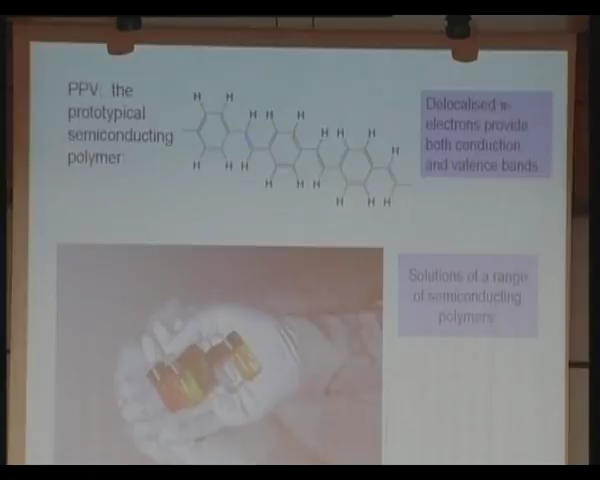 PPV: the
prototypical
semiconducting
polymer
H H
H H H
H H
H
H H H
H H H
H
H H H
Delocalised π-
electrons provide
both conduction
and valence bands
Solutions of a range
of semiconducting
polymers